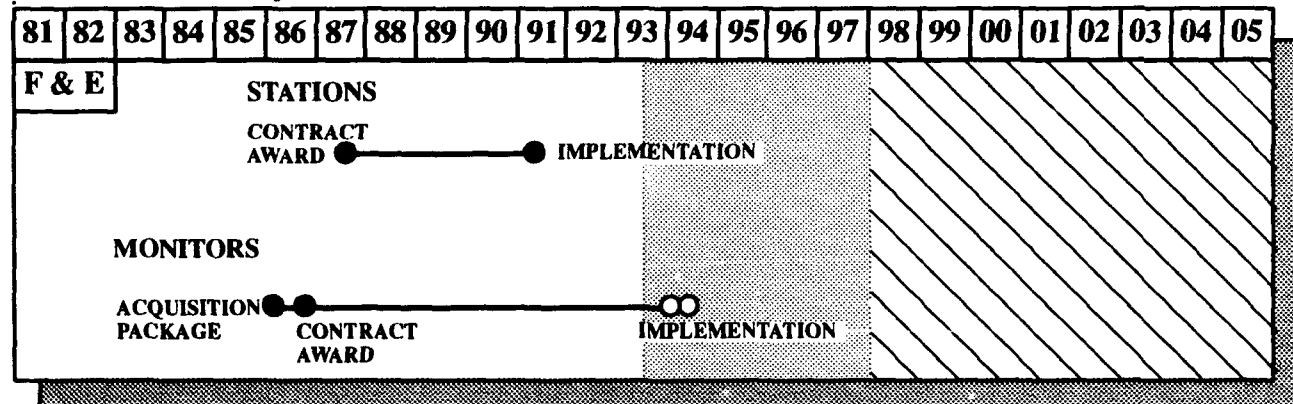 81 82 83 84 85 86 87 88 89 90 91 92 93 94 95 96 97 98 99 00 01 02 03 04 05
F & E
STATIONS
CONTRACT
AWARD
IMPLEMENTATION
MONITORS
ACQUISITION
PACKAGE
CONTRACT
AWARD
IMPLEMENTATION